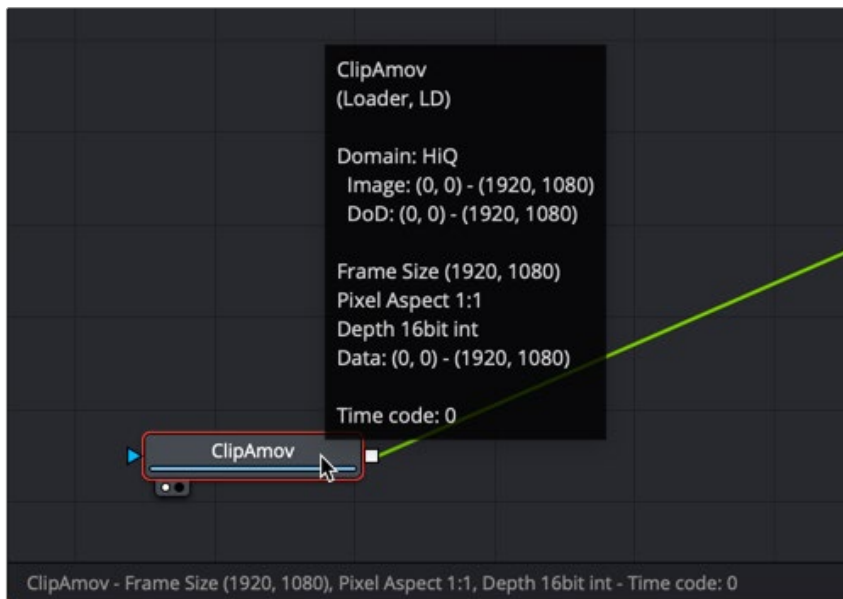 ClipAmov
(Loader, LD)
Domain: HiQ
Image: (0, 0) - (1920, 1080)
DoD: (0, 0) - (1920, 1080)
Frame Size (1920, 1080)
Pixel Aspect 1:1
Depth 16bit int
Data: (0, 0) - (1920, 1080)
Time code: 0
ClipAmov
ClipAmov - Frame Size (1920, 1080), Pixel Aspect 1:1, Depth 16bit int - Time code: 0